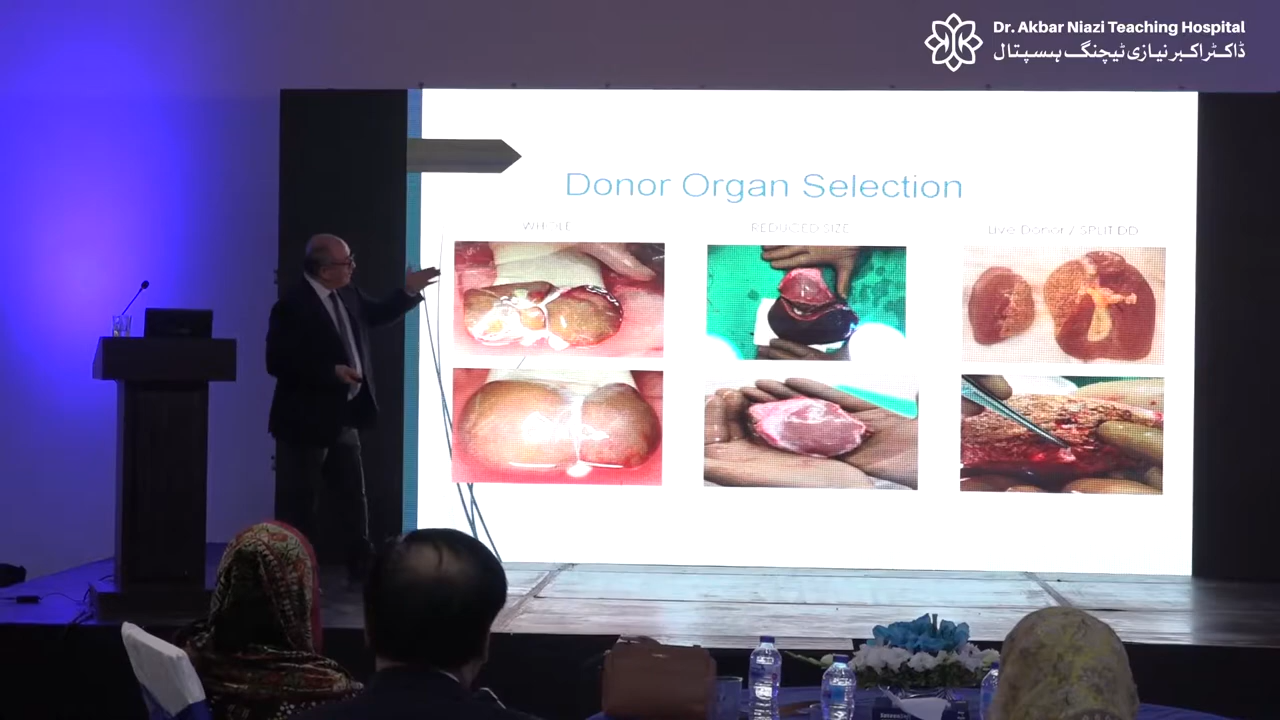 Dr. Akbar Niazi Teaching Hospital
ڈاکٹر اکبر نیازی ٹیچنگ ہسپتال
Donor Organ Selection
WHOLE
REDUCED SIZE
Live Donor / SPLIT DD